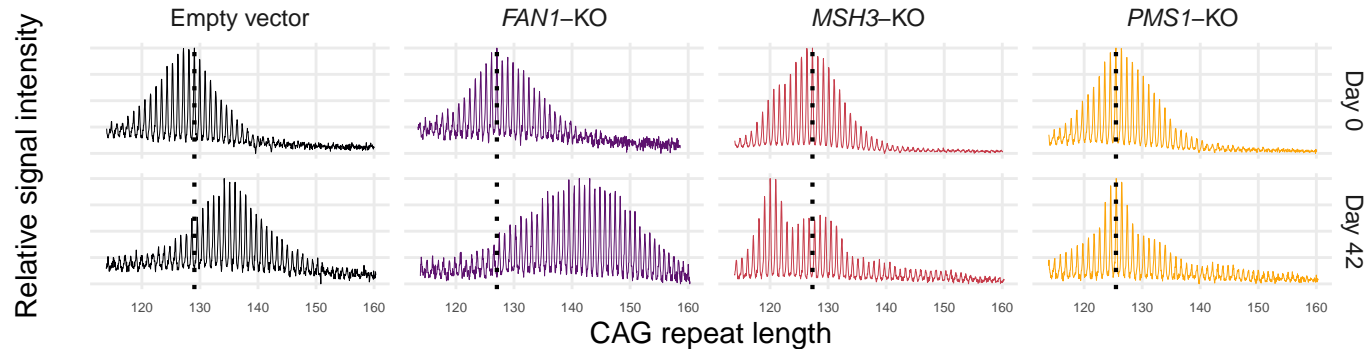 Empty vector
FAN1–KO
MSH3–KO
PMS1–KO
Relative signal intensity
Day 0
Day 42
120 130 140 150 160
120 130 140 150 160
120 130 140 150 160
120 130 140 150 160
CAG repeat length